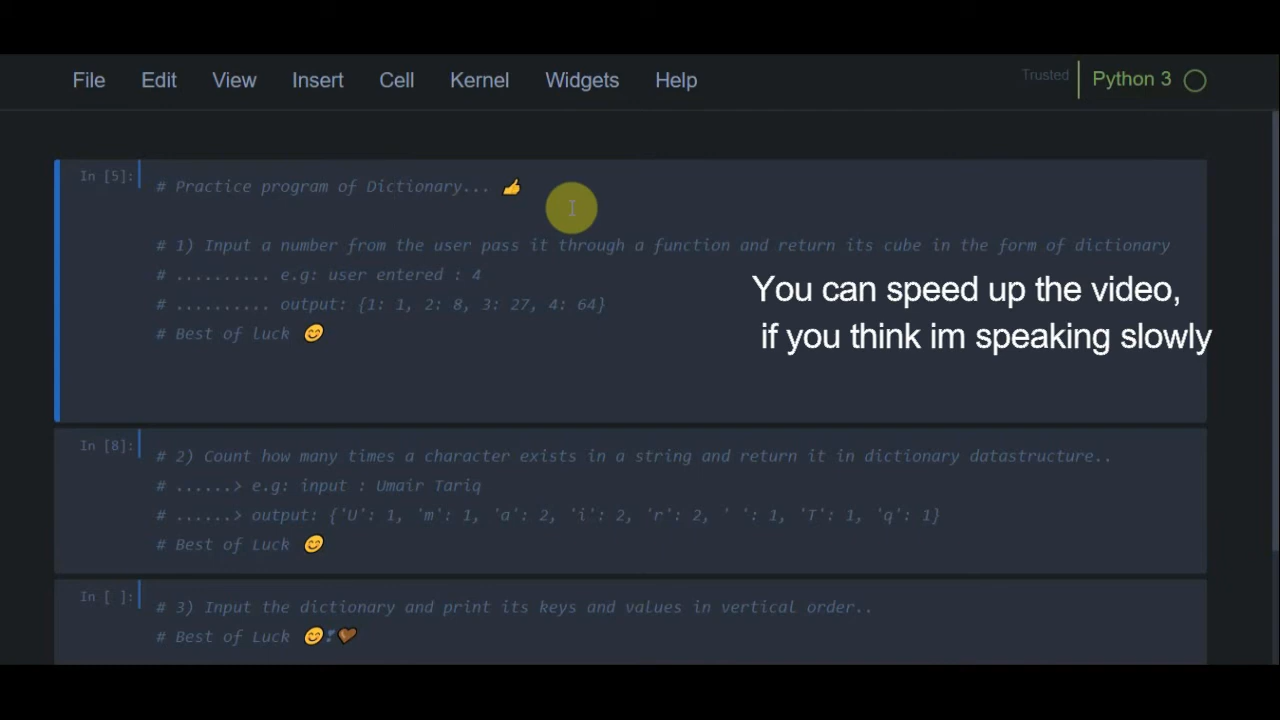 File Edit View Insert Cell Kernel Widgets Help Trusted Python 3
In [5]:
# Practice program of Dictionary... 👍
# 1) Input a number from the user pass it through a function and return its cube in the form of dictionary
# .......... e.g: user entered : 4
# .......... output: {1: 1, 2: 8, 3: 27, 4: 64}
# Best of luck 😊
You can speed up the video,
if you think im speaking slowly
In [8]:
# 2) Count how many times a character exists in a string and return it in dictionary datastructure..
# ......> e.g: input : Umair Tariq
# ......> output: {'U': 1, 'm': 1, 'a': 2, 'i': 2, 'r': 2, ' ': 1, 'T': 1, 'q': 1}
# Best of Luck 😊
In [ ]:
# 3) Input the dictionary and print its keys and values in vertical order..
# Best of Luck 😊❣🤎